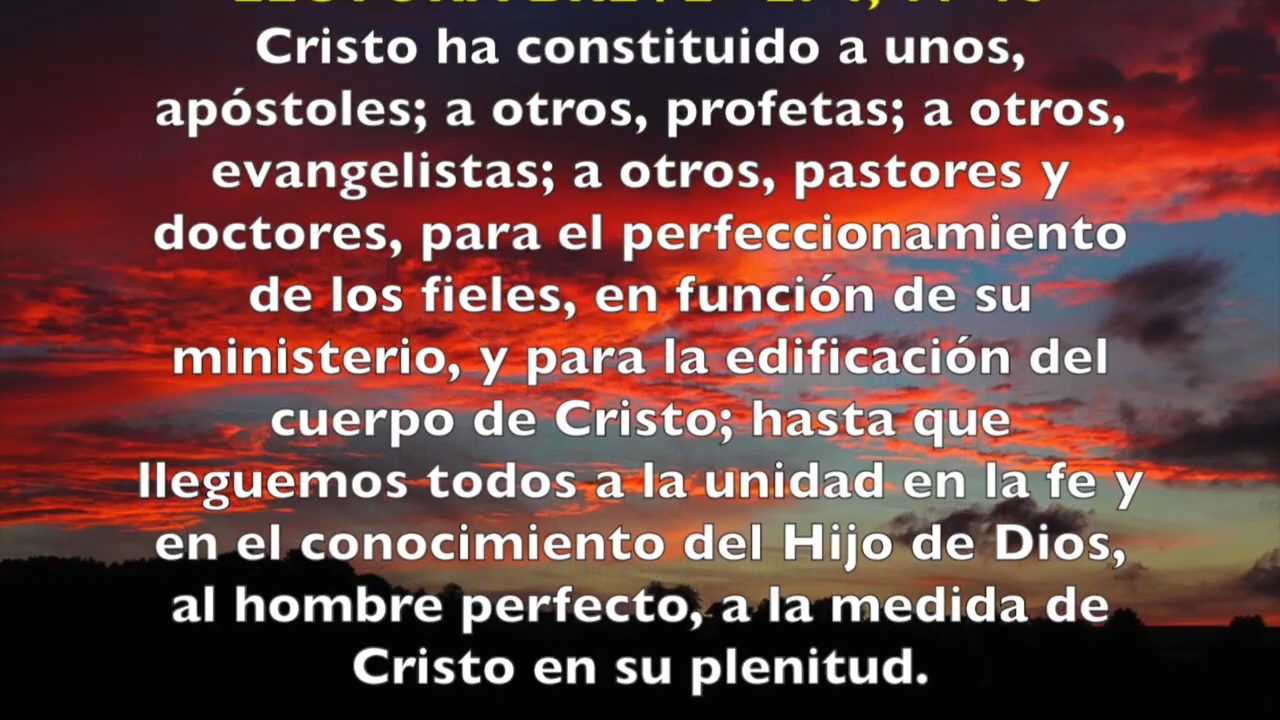 Cristo ha constituido a unos,
apóstoles; a otros, profetas; a otros,
evangelistas; a otros, pastores y
doctores, para el perfeccionamiento
de los fieles, en función de su
ministerio, y para la edificación del
cuerpo de Cristo; hasta que
lleguemos todos a la unidad en la fe y
en el conocimiento del Hijo de Dios,
al hombre perfecto, a la medida de
Cristo en su plenitud.